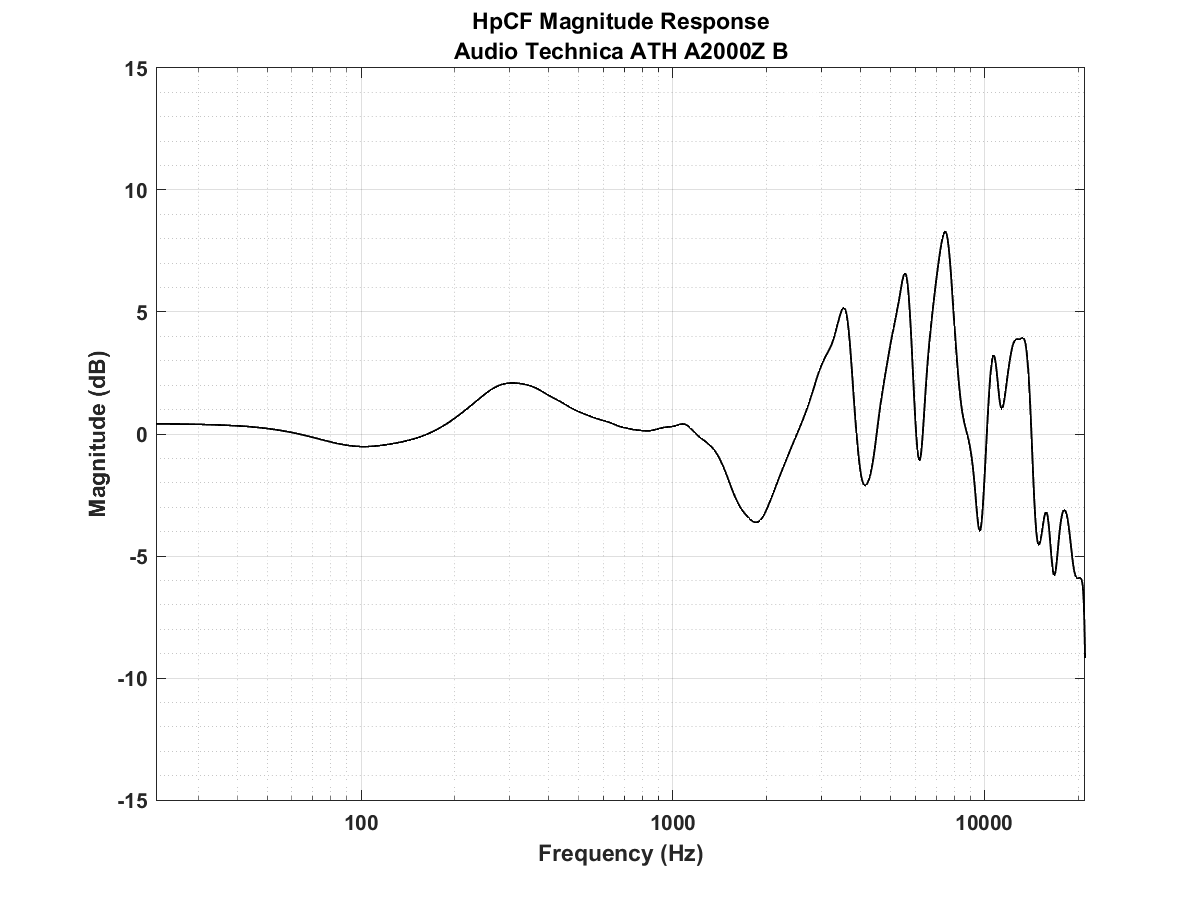 HpCF Magnitude Response
Audio Technica ATH A2000Z B
15
10
5
0
-5
-10
-15
Magnitude (dB)
100
1000
10000
Frequency (Hz)